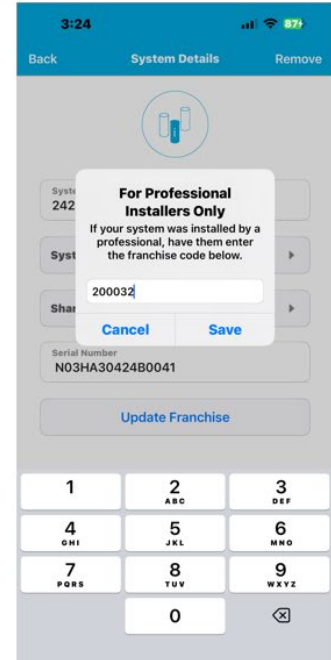 3:24
87
Back
System Details
Remove
Syste
242
For Professional
Installers Only
If your system was installed by a
professional, have them enter
the franchise code below.
Syst
200032
Shar
Cancel
Save
Serial Number
N03HA30424B0041
Update Franchise
1
2
ABC
3
DEF
4
GHI
5
JKL
6
MNO
7
PQRS
8
TUV
9
WXYZ
0